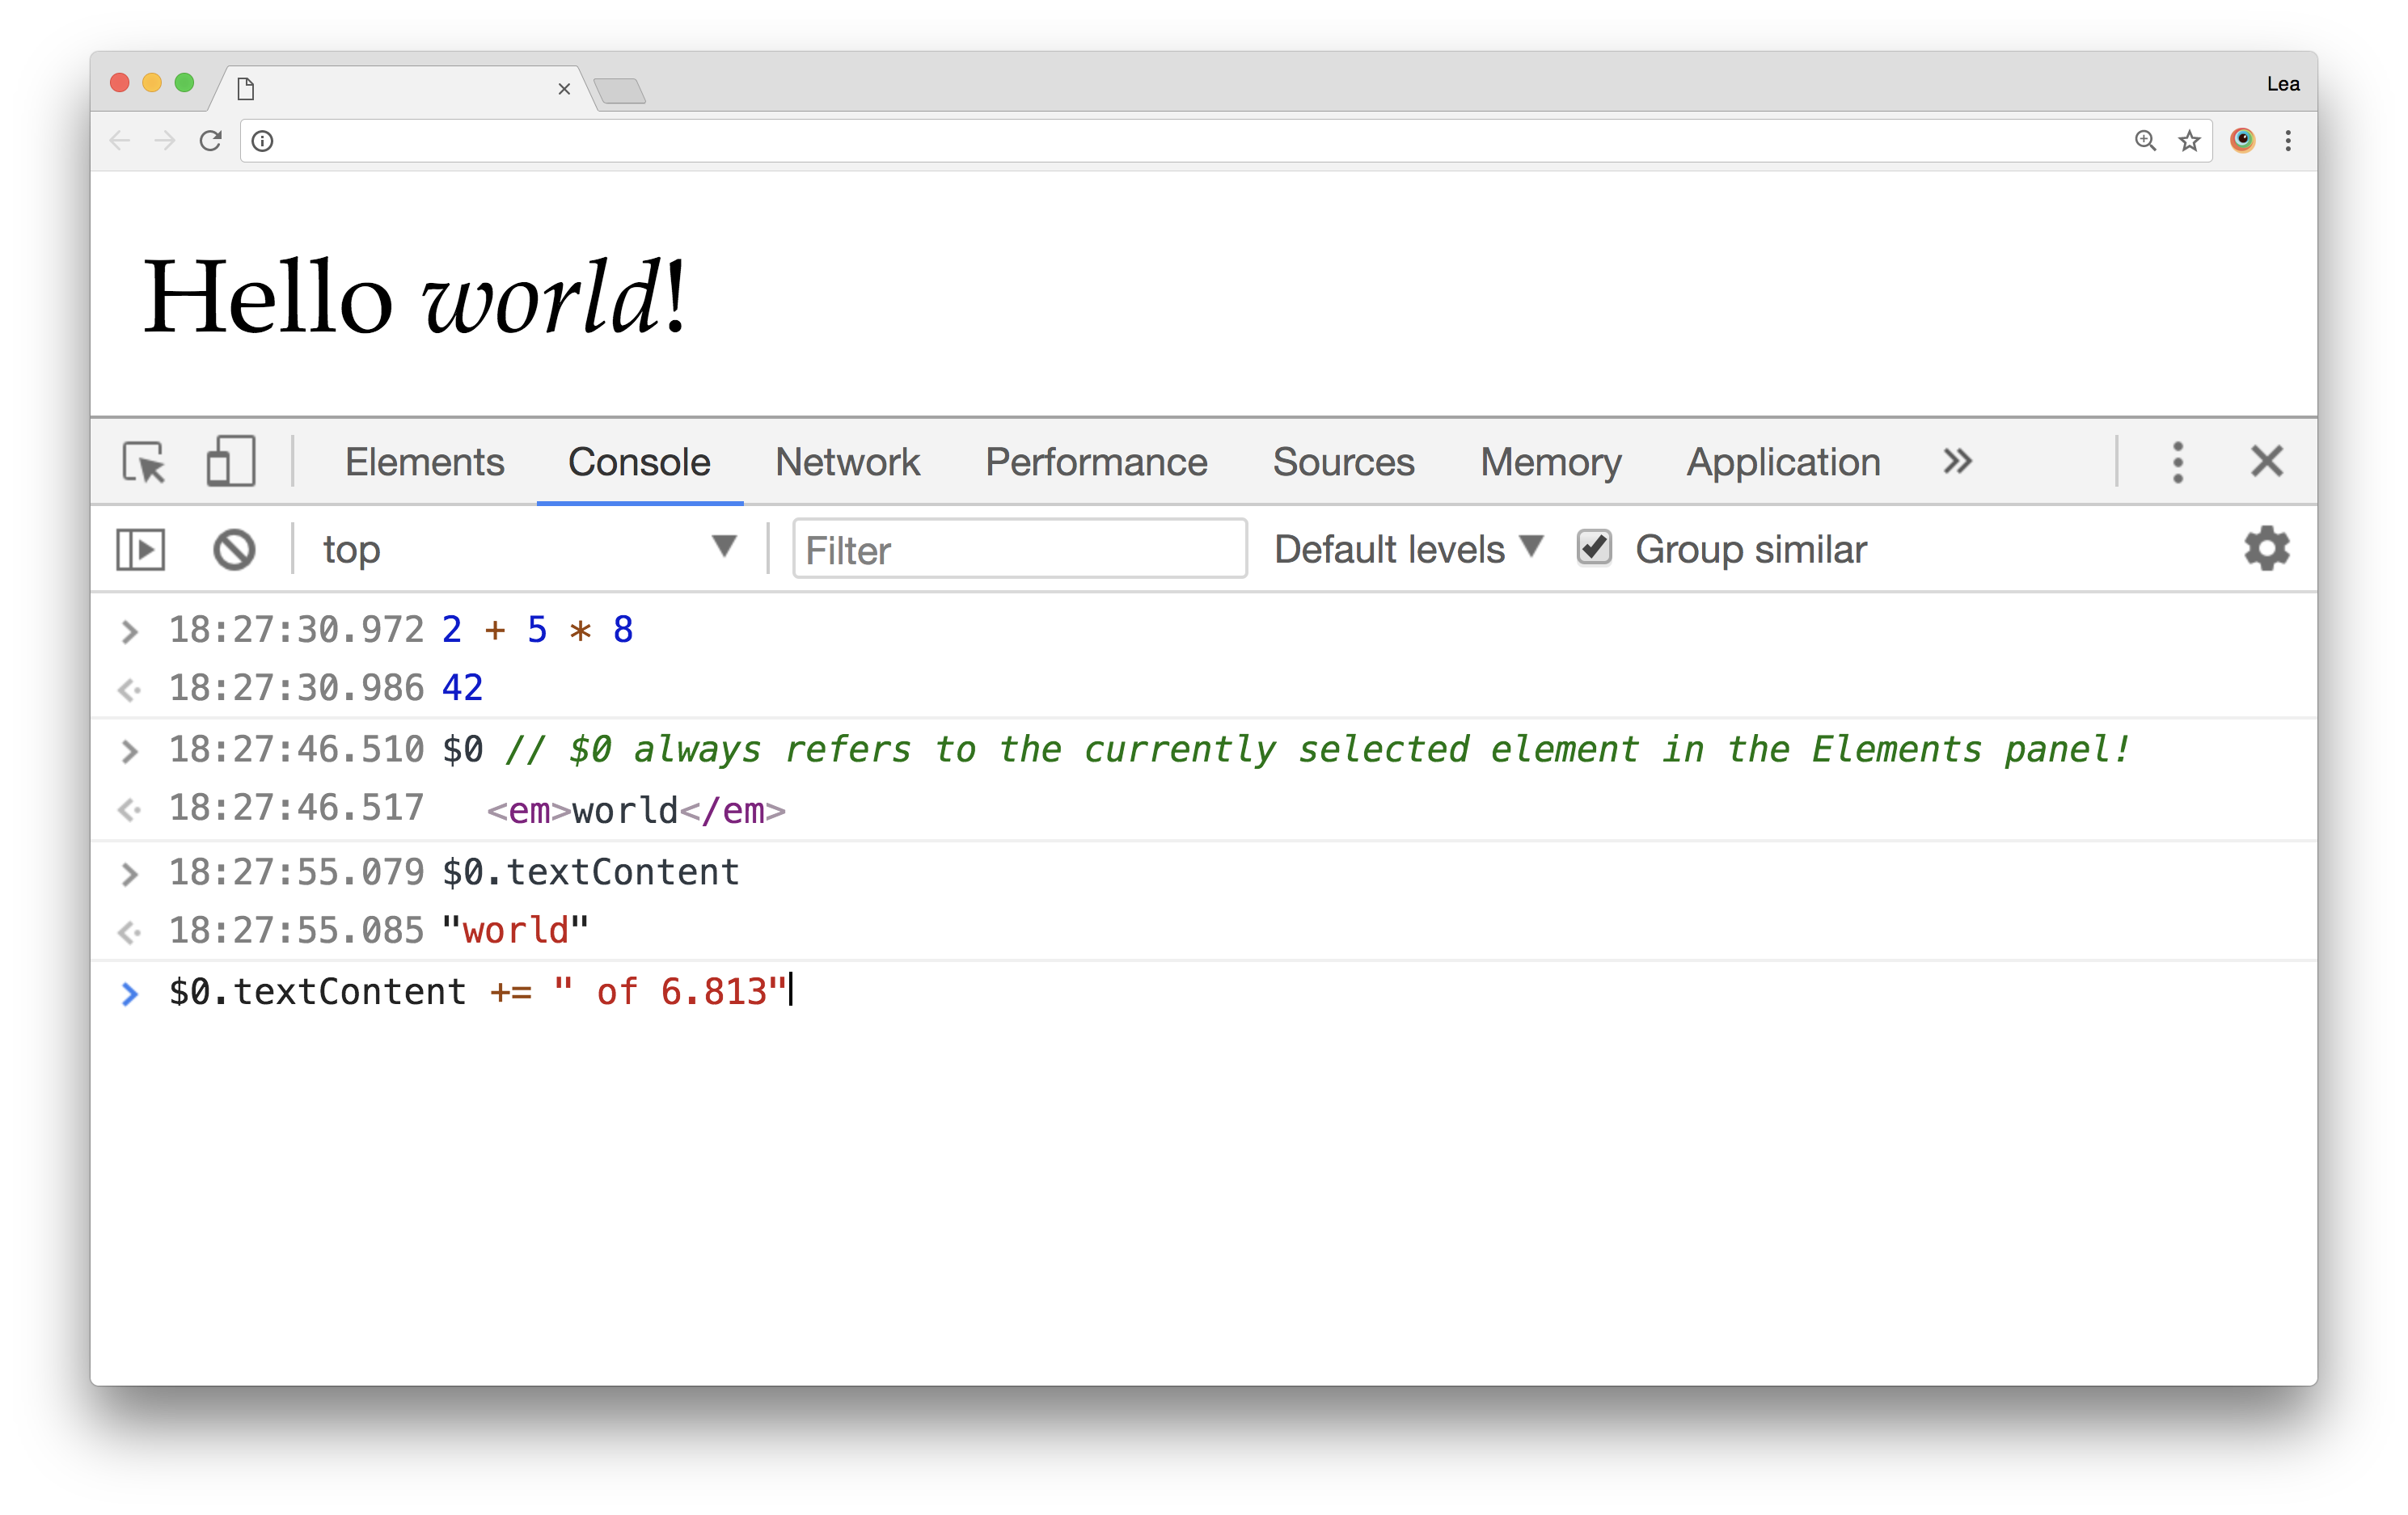 Lea
Hello world!
Elements Console Network Performance Sources Memory Application
top Filter Default levels Group similar
18:27:30.972 2 + 5 * 8
18:27:30.986 42
18:27:46.510 $0 // $0 always refers to the currently selected element in the Elements panel!
18:27:46.517 <em>world</em>
18:27:55.079 $0.textContent
18:27:55.085 "world"
$0.textContent += " of 6.813"